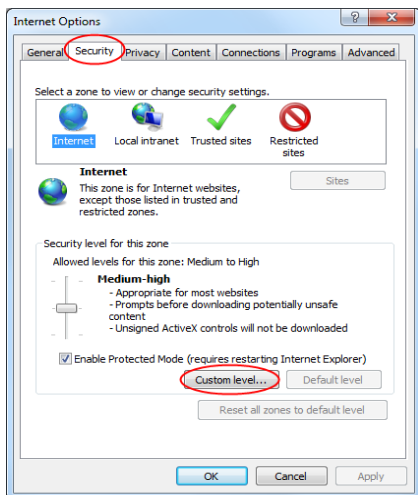 Internet Options
General Security Privacy Content Connections Programs Advanced
Select a zone to view or change security settings.
Internet Local intranet Trusted sites Restricted sites
Internet
This zone is for Internet websites,
except those listed in trusted and
restricted zones.
Sites
Security level for this zone
Allowed levels for this zone: Medium to High
Medium-high
- Appropriate for most websites
- Prompts before downloading potentially unsafe
content
- Unsigned ActiveX controls will not be downloaded
Enable Protected Mode (requires restarting Internet Explorer)
Custom level... Default level
Reset all zones to default level
OK Cancel Apply